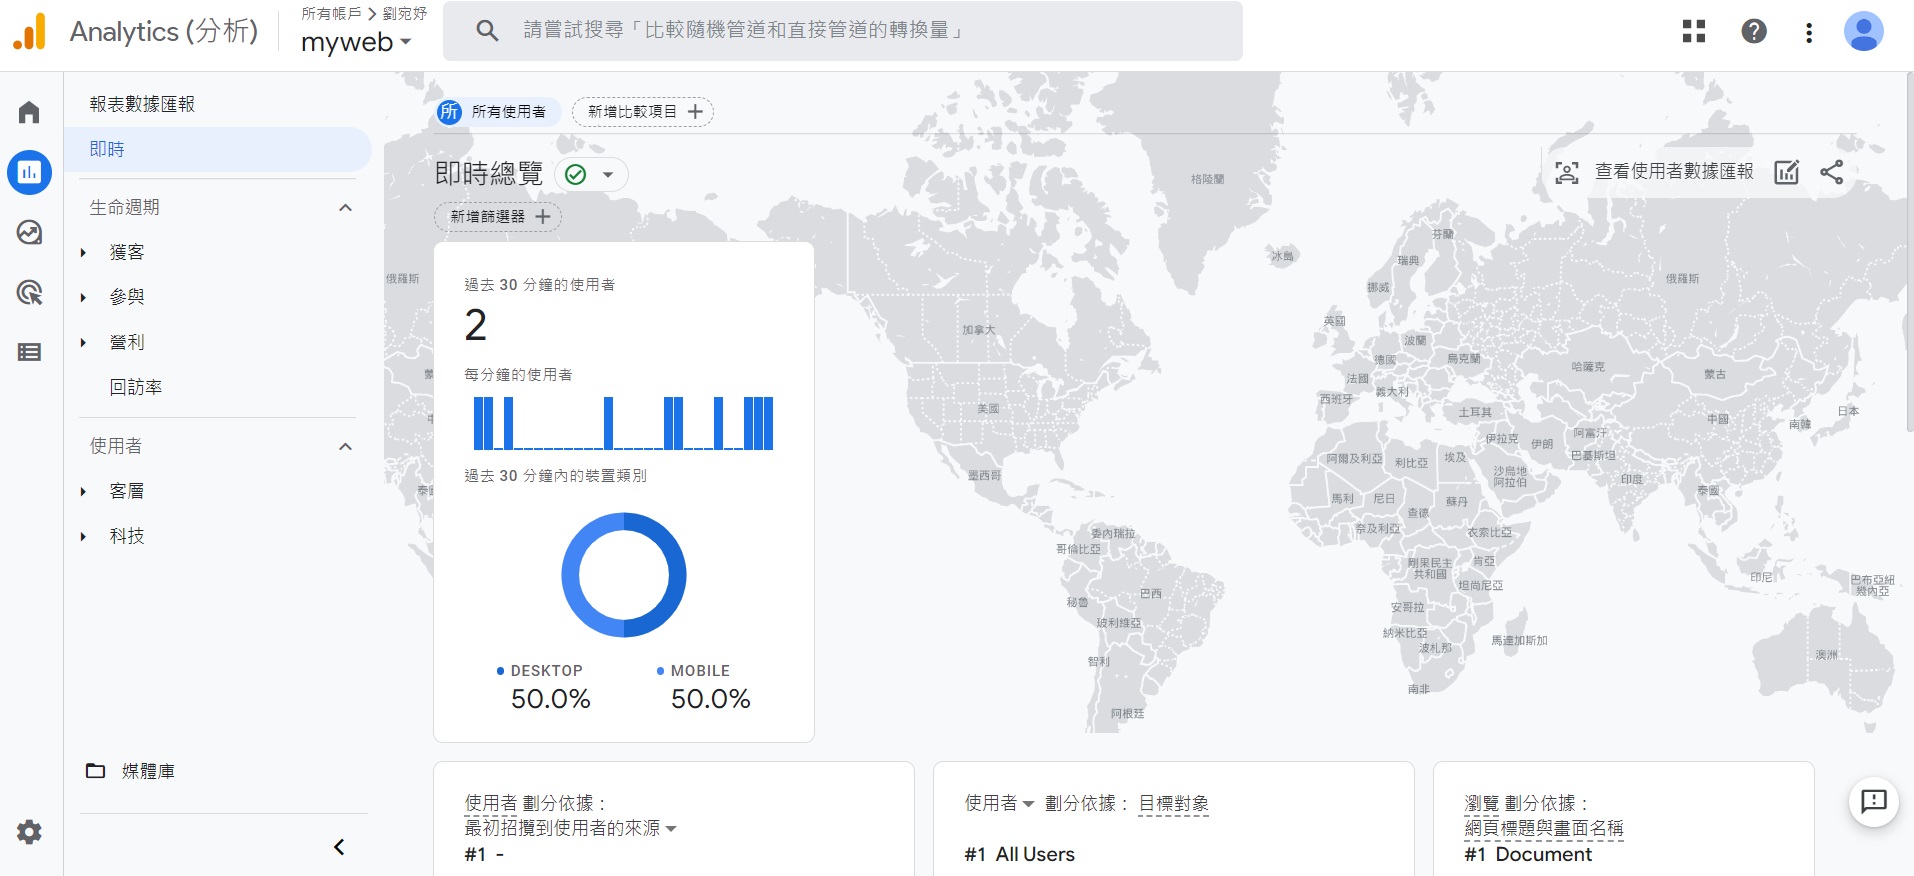 Analytics (分析)
所有帳戶 > 劉宛妤
myweb
請嘗試搜尋「比較隨機管道和直接管道的轉換量」
報表數據匯報
即時
生命週期
獲客
參與
營利
回訪率
使用者
客層
科技
媒體庫
所 所有使用者
新增比較項目
即時總覽
查看使用者數據匯報
新增篩選器
過去 30 分鐘的使用者
2
每分鐘的使用者
過去 30 分鐘內的裝置類別
DESKTOP
50.0%
MOBILE
50.0%
俄羅斯
泰國
格陵蘭
冰島
芬蘭
瑞典
挪威
俄羅斯
英國
加拿大
波蘭
德國
烏克蘭
哈薩克
蒙古
法國
義大利
西班牙
美國
土耳其
日本
中國
南韓
伊拉克
伊朗
阿富汗
巴基斯坦
阿爾及利亞
利比亞
埃及
墨西哥
沙烏地
阿拉伯
印度
泰國
馬利
尼日
蘇丹
查德
奈及利亞
衣索比亞
委內瑞拉
哥倫比亞
剛果民主
共和國
肯亞
坦尚尼亞
印尼
巴布亞紐
幾內亞
巴西
秘魯
安哥拉
玻利維亞
納米比亞
波札那
馬達加斯加
智利
澳洲
南非
阿根廷
使用者 劃分依據：
最初招攬到使用者的來源
#1 -
使用者 劃分依據： 目標對象
#1 All Users
瀏覽 劃分依據：
網頁標題與畫面名稱
#1 Document